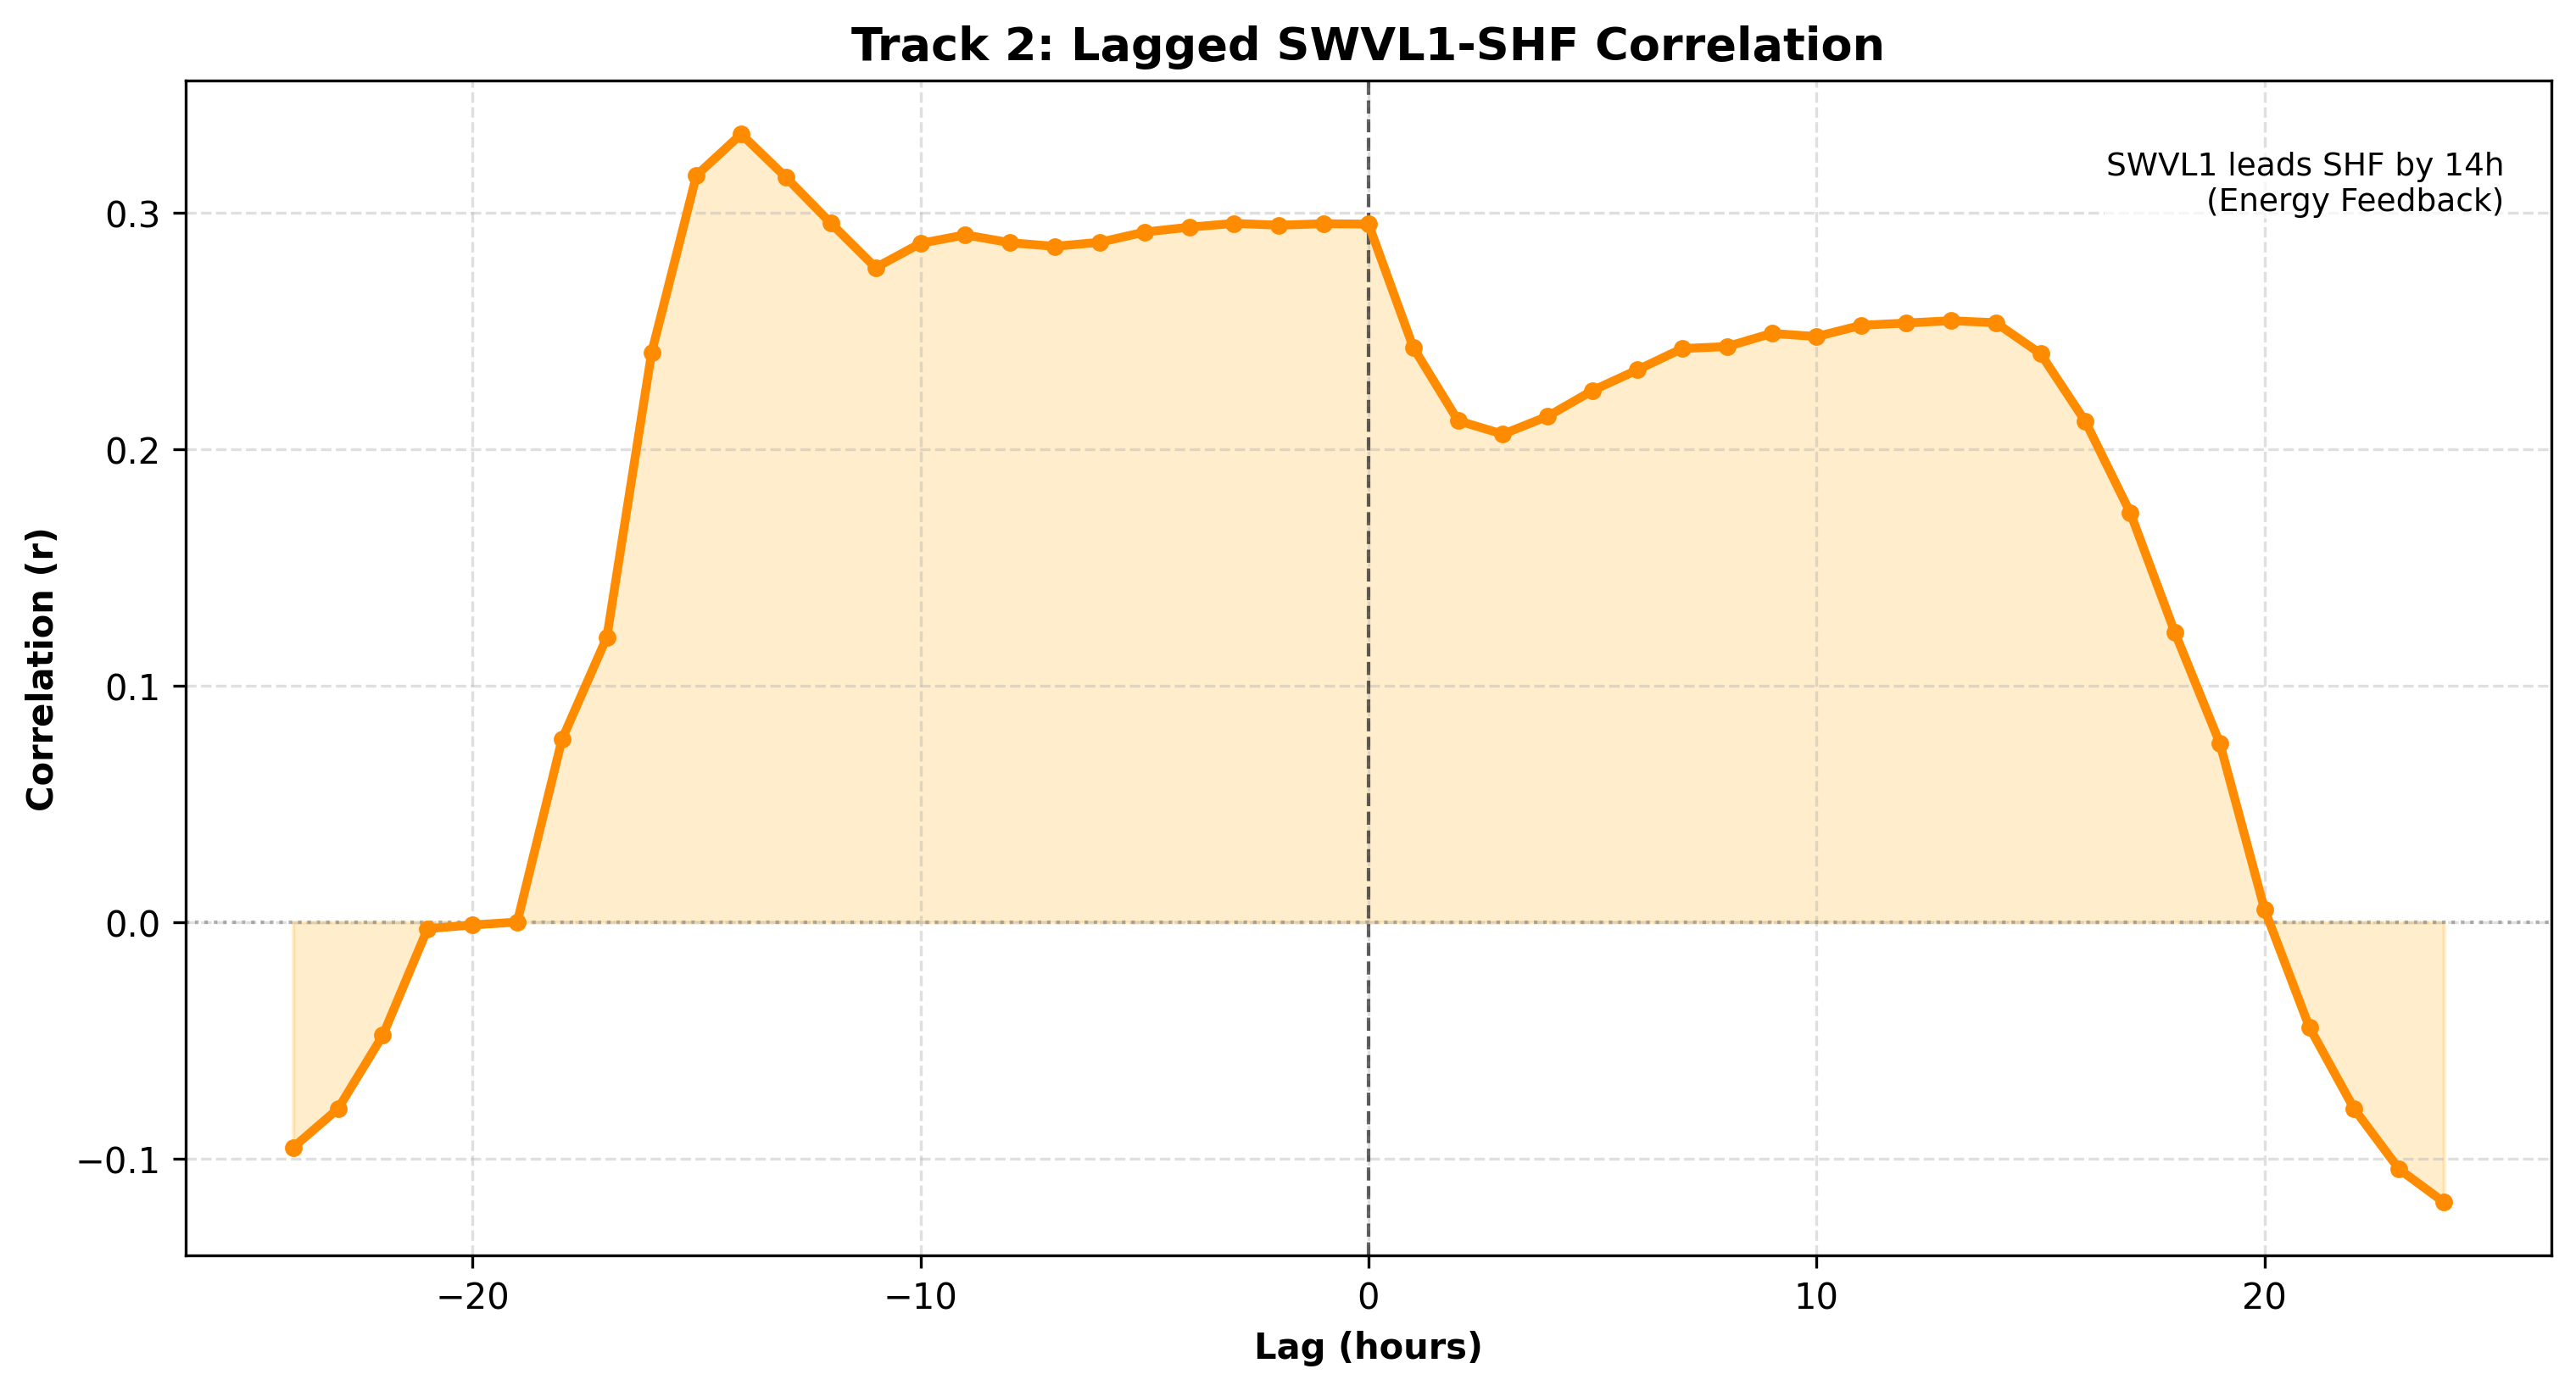 Track 2: Lagged SWVL1-SHF Correlation
SWVL1 leads SHF by 14h
(Energy Feedback)
Correlation (r)
0.3
0.2
0.1
0.0
−0.1
−20
−10
0
10
20
Lag (hours)